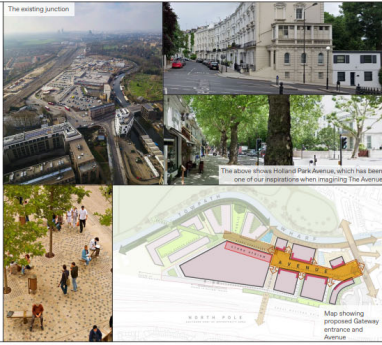 The existing junction
The above shows Holland Park Avenue, which has been
one of our inspirations when imagining The Avenue
AVENUE
NORTH POLE
Map showing
proposed Gateway
entrance and
Avenue